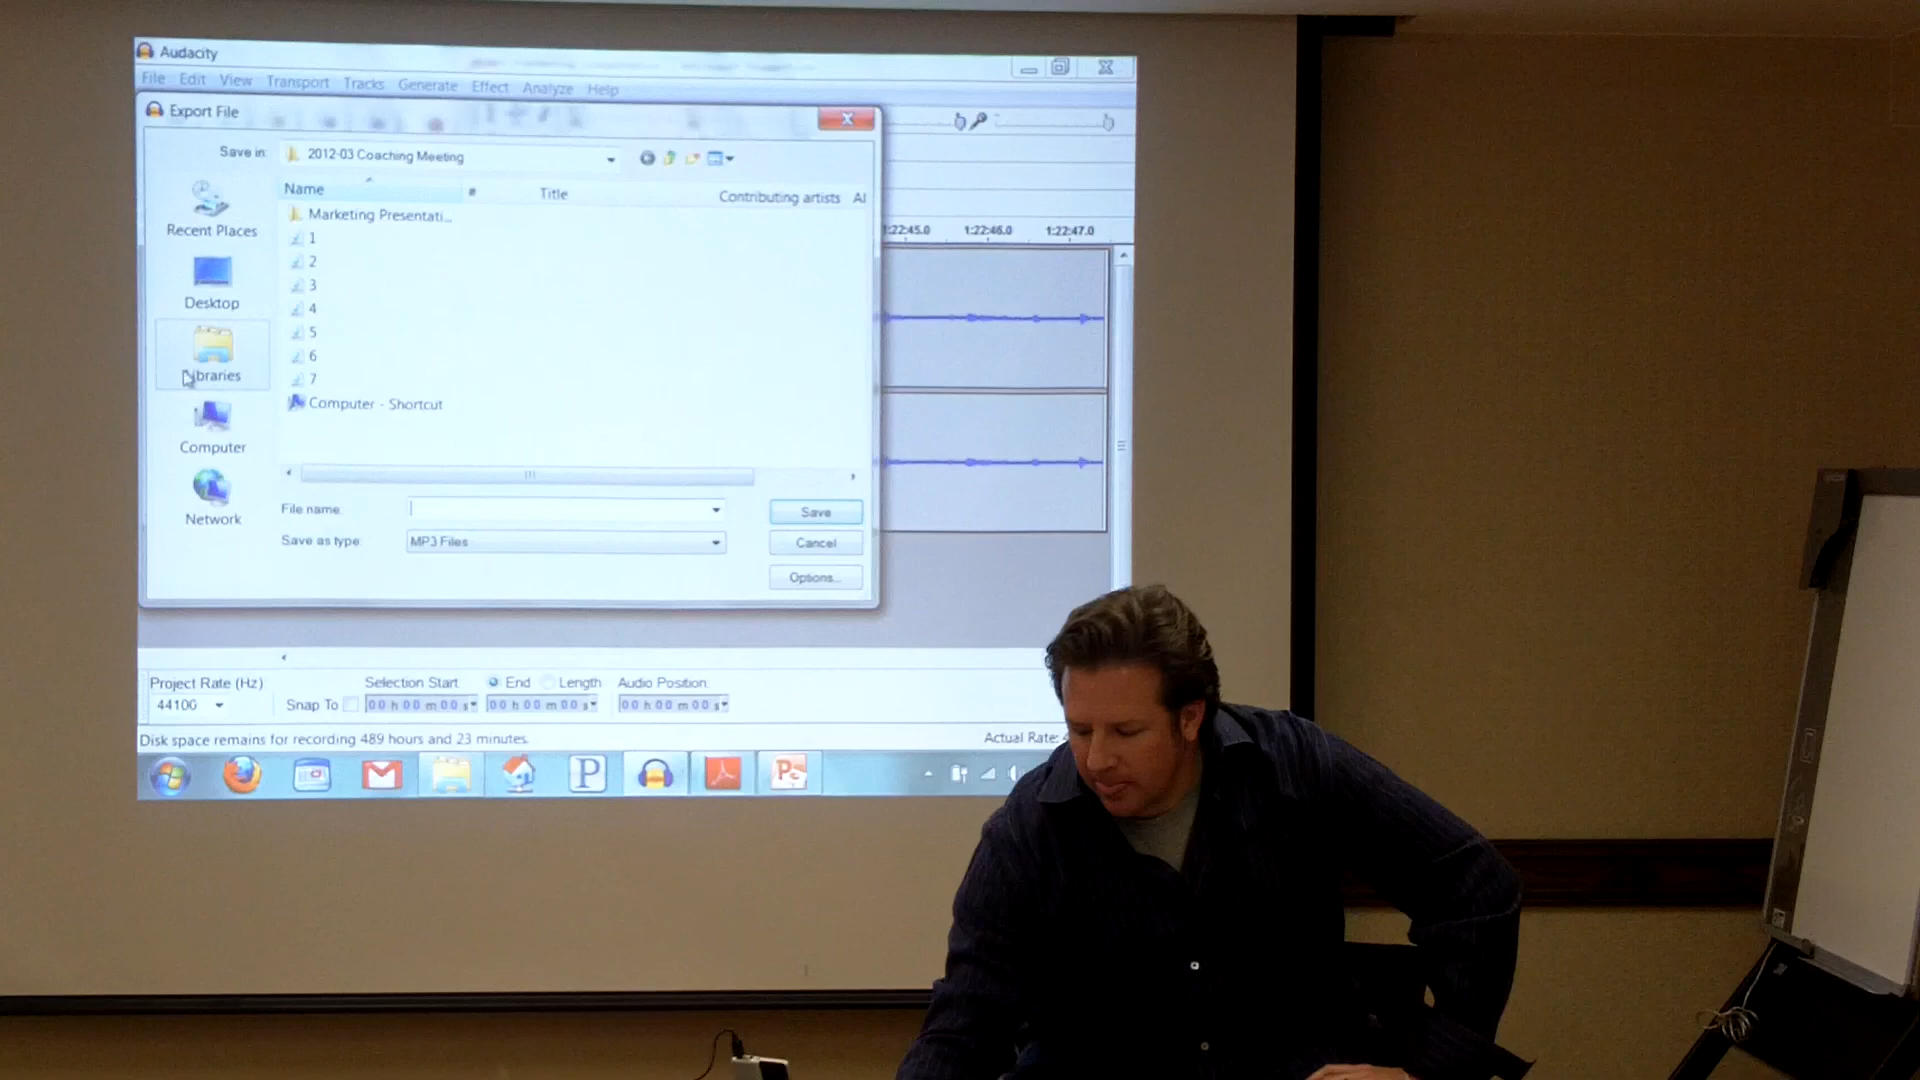 Audacity
File Edit View Transport Tracks Generate Effect Analyze Help
Export File
Save in: 2012-03 Coaching Meeting
Name # Title Contributing artists Al
Marketing Presentati...
1
2
3
4
5
6
7
Computer - Shortcut
Recent Places
Desktop
Libraries
Computer
Network
File name:
Save as type: MP3 Files
Save
Cancel
Options...
1:22:45.0 1:22:46.0 1:22:47.0
Project Rate (Hz) Selection Start: End Length Audio Position:
44100 Snap To 00 h 00 m 00 s 00 h 00 m 00 s 00 h 00 m 00 s
Disk space remains for recording 489 hours and 23 minutes. Actual Rate: 4
P